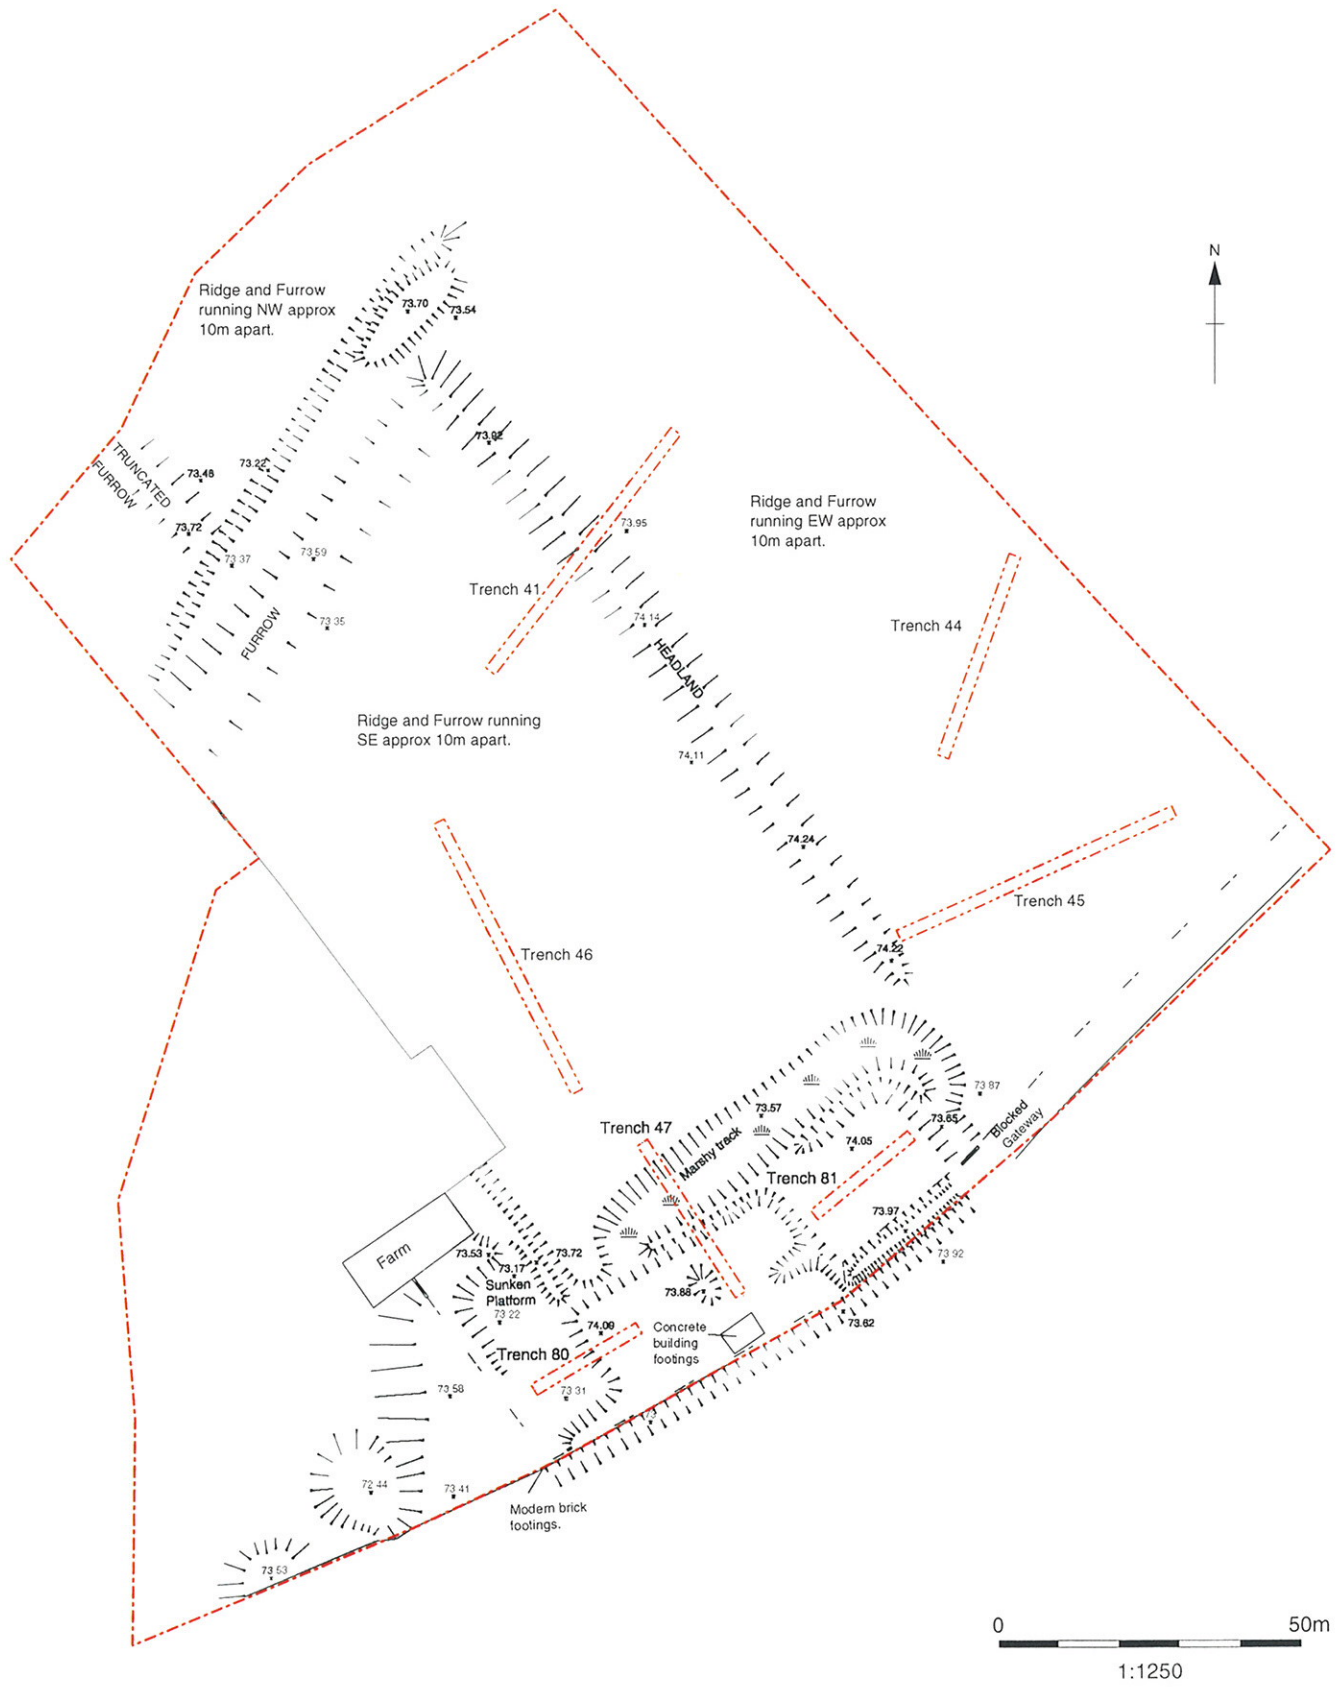 N
Ridge and Furrow
running NW approx
10m apart.
73.70
73.54
73.92
TRUNCATED
FURROW
73.46
73.22
73.72
73 37
73 59
73 35
FURROW
Trench 41
73.95
Ridge and Furrow
running EW approx
10m apart.
Trench 44
74 14
HEADLAND
Ridge and Furrow running
SE approx 10m apart.
74.11
74.24
Trench 45
74.22
Trench 46
73 87
73.57
73.65
Blocked
Gateway
Trench 47
Marshy track
74.05
Trench 81
73.97
73 92
Farm
73.53
73.72
73.17
Sunken
Platform
73 22
73.88
73.62
74.09
Concrete
building
footings
Trench 80
73 58
73 31
73
72 44
73 41
Modern brick
footings.
73 53
0 50m
1:1250